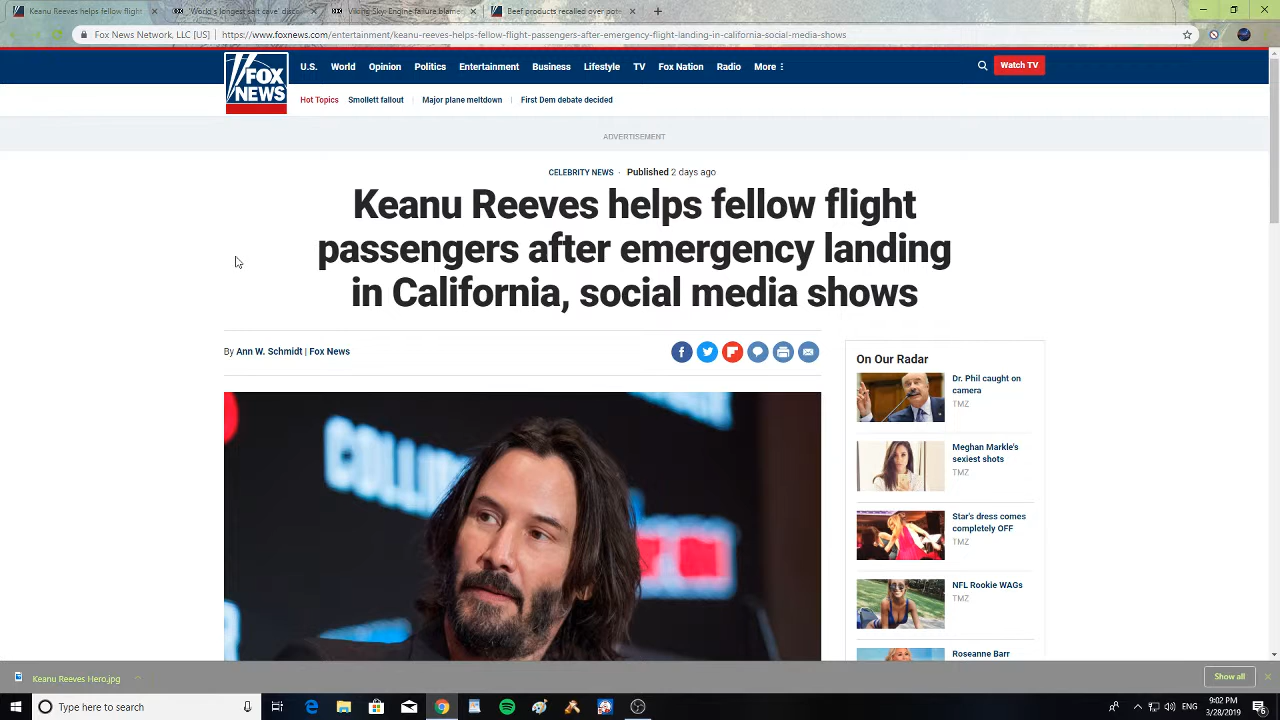 Keanu Reeves helps fellow flight
Western salt vat care' discu
Viking Sky Engine failure blame
Beef products recalled over pote
Fox News Network, LLC [US] | https://www.foxnews.com/entertainment/keanu-reeves-helps-fellow-flight-passengers-after-emergency-flight-landing-in-california-social-media-shows
FOX
NEWS
U.S. World Opinion Politics Entertainment Business Lifestyle TV Fox Nation Radio More
Watch TV
Hot Topics Smollett fallout | Major plane meltdown | First Dem debate decided
ADVERTISEMENT
CELEBRITY NEWS · Published 2 days ago
Keanu Reeves helps fellow flight
passengers after emergency landing
in California, social media shows
By Ann W. Schmidt | Fox News
On Our Radar
Dr. Phil caught on
camera
TMZ
Meghan Markle's
sexiest shots
TMZ
Star's dress comes
completely OFF
TMZ
NFL Rookie WAGs
TMZ
Roseanne Barr
Keanu Reeves Hero.jpg
Show all
Type here to search
9:02 PM
3/28/2019